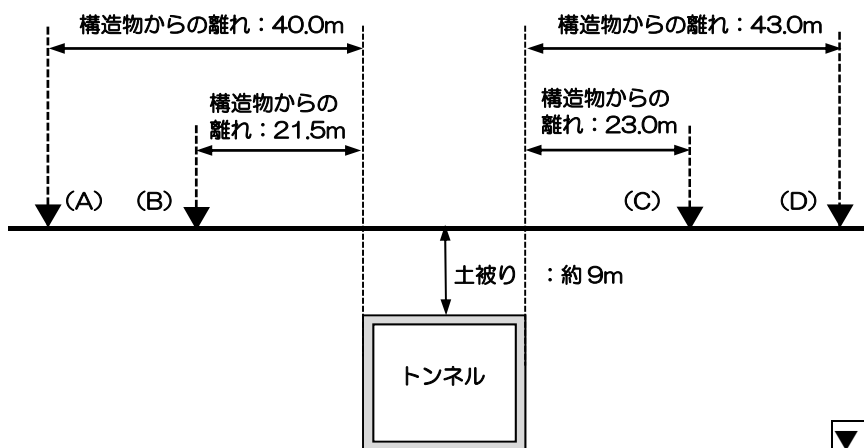 構造物からの離れ：40.0m
構造物からの離れ：43.0m
構造物からの
離れ：21.5m
構造物からの
離れ：23.0m
（A）
（B）
（C）
（D）
土被り ：約9m
トンネル